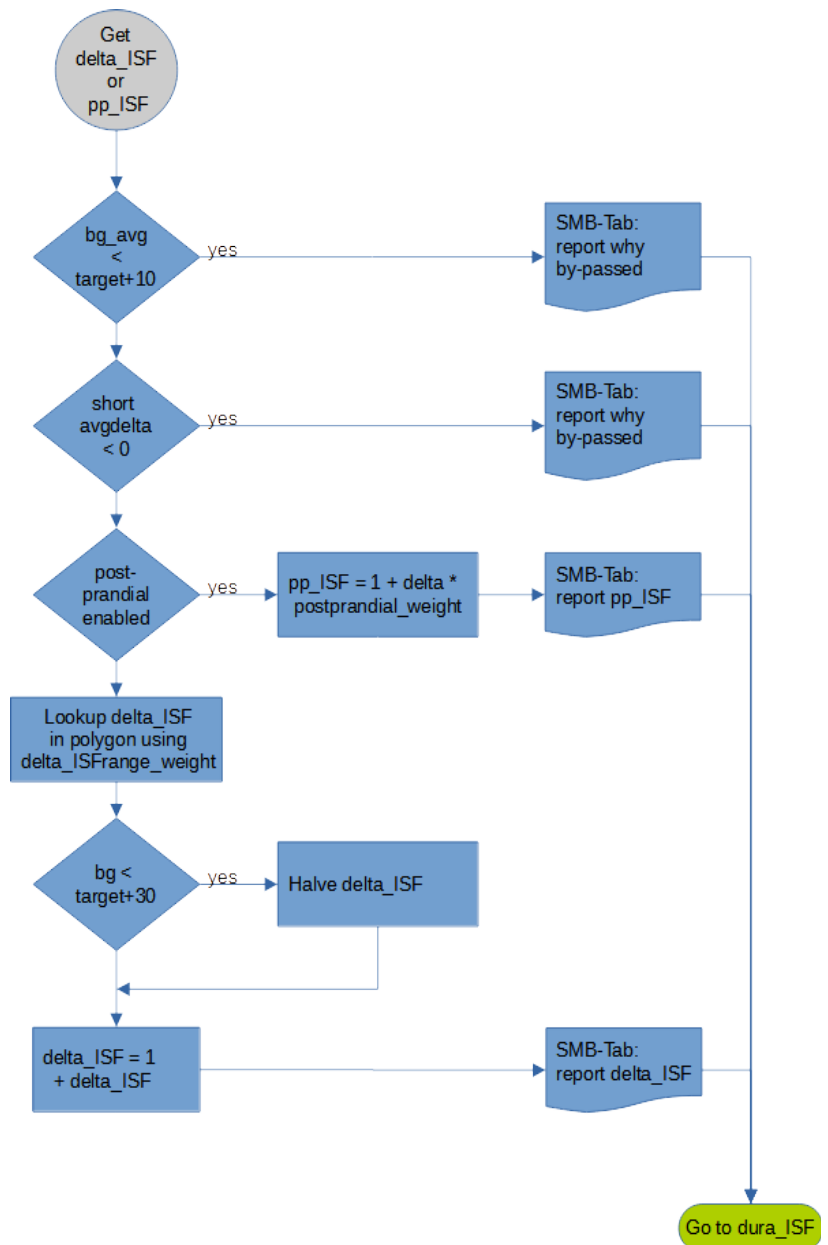 Get
delta_ISF
or
pp_ISF
bg_avg
<
target+10
yes
SMB-Tab:
report why
by-passed
short
avgdelta
< 0
yes
SMB-Tab:
report why
by-passed
post-
prandial
enabled
yes
pp_ISF = 1 + delta *
postprandial_weight
SMB-Tab:
report pp_ISF
Lookup delta_ISF
in polygon using
delta_ISFrange_weight
bg <
target+30
yes
Halve delta_ISF
delta_ISF = 1
+ delta_ISF
SMB-Tab:
report delta_ISF
Go to dura_ISF